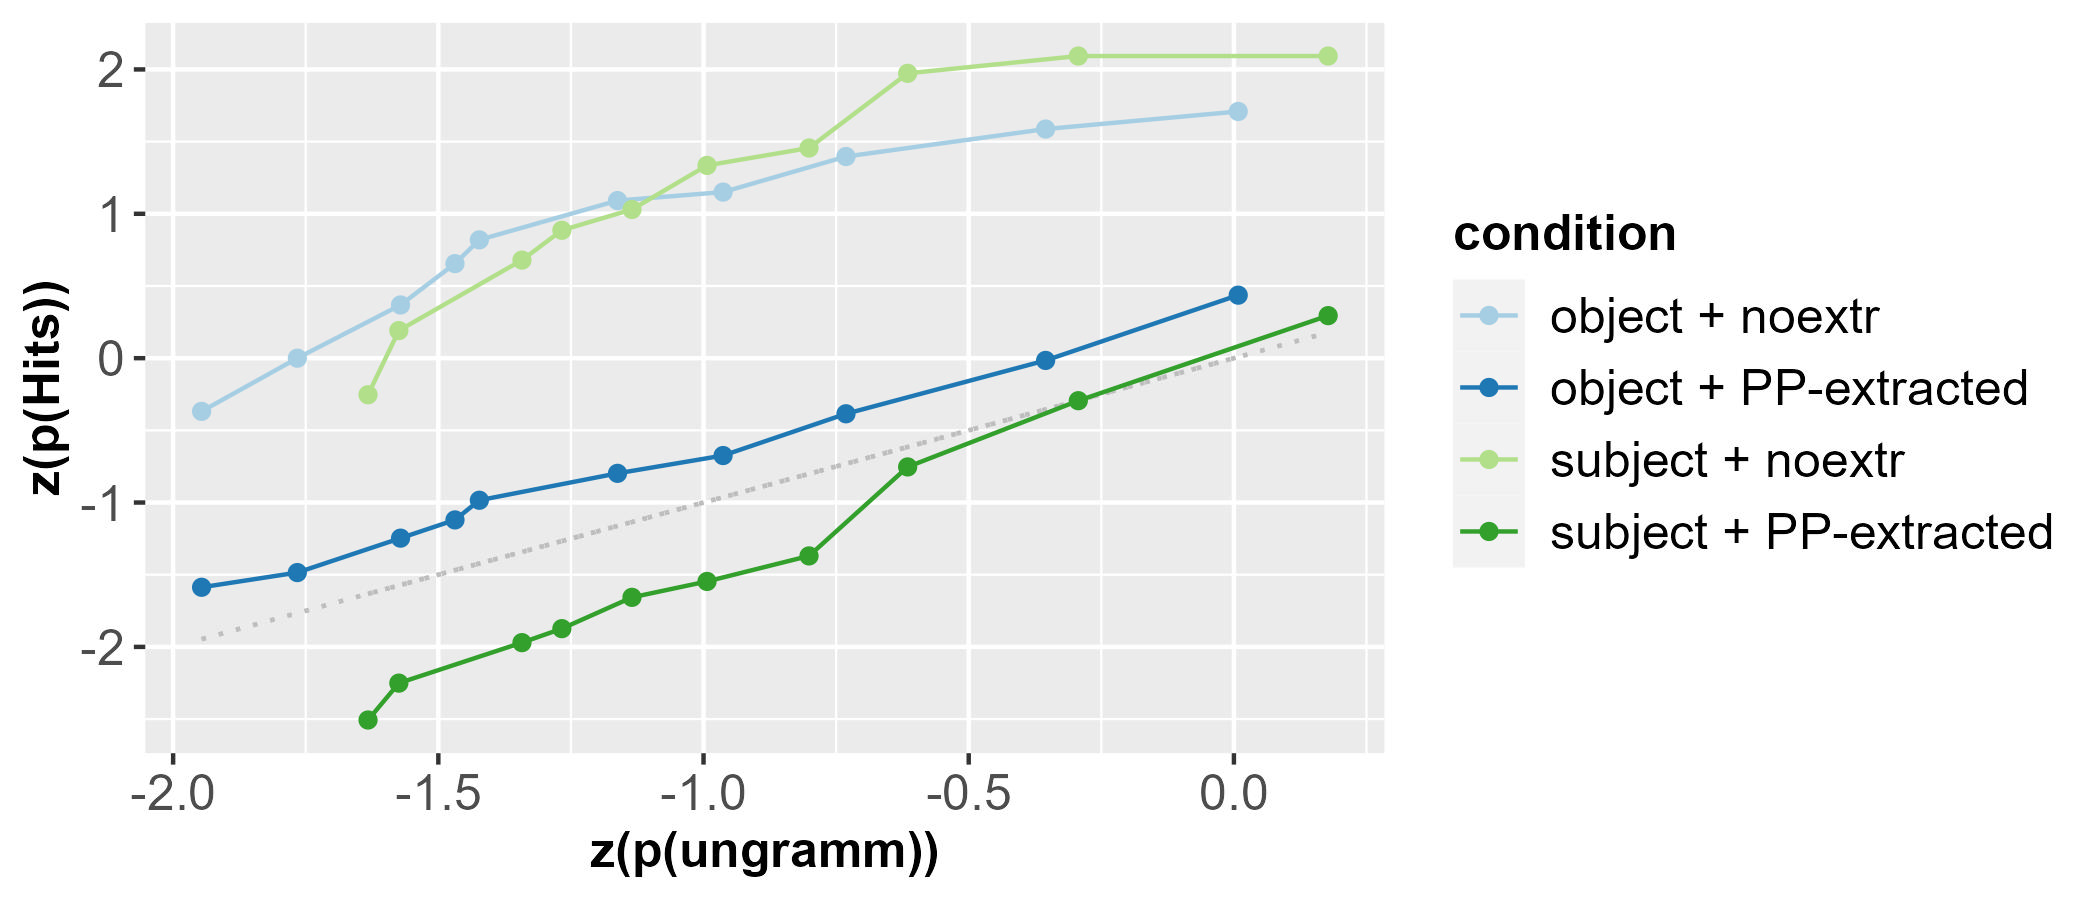 2
1
0
-1
-2
z(p(Hits))
-2.0 -1.5 -1.0 -0.5 0.0
z(p(ungramm))
condition
object + noextr
object + PP-extracted
subject + noextr
subject + PP-extracted